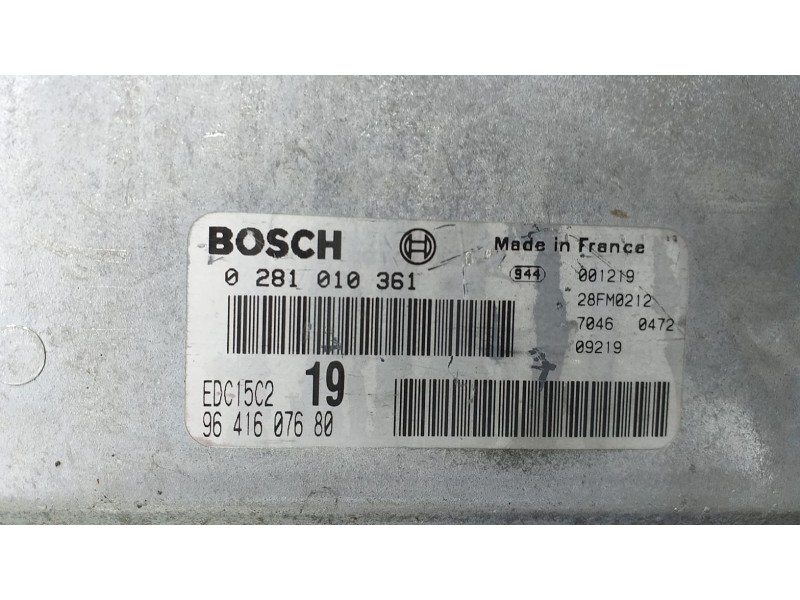 BOSCH
Made in France
0 281 010 361
944
001219
28FM0212
7046 0472
09219
EDC15C2 19
96 416 076 80